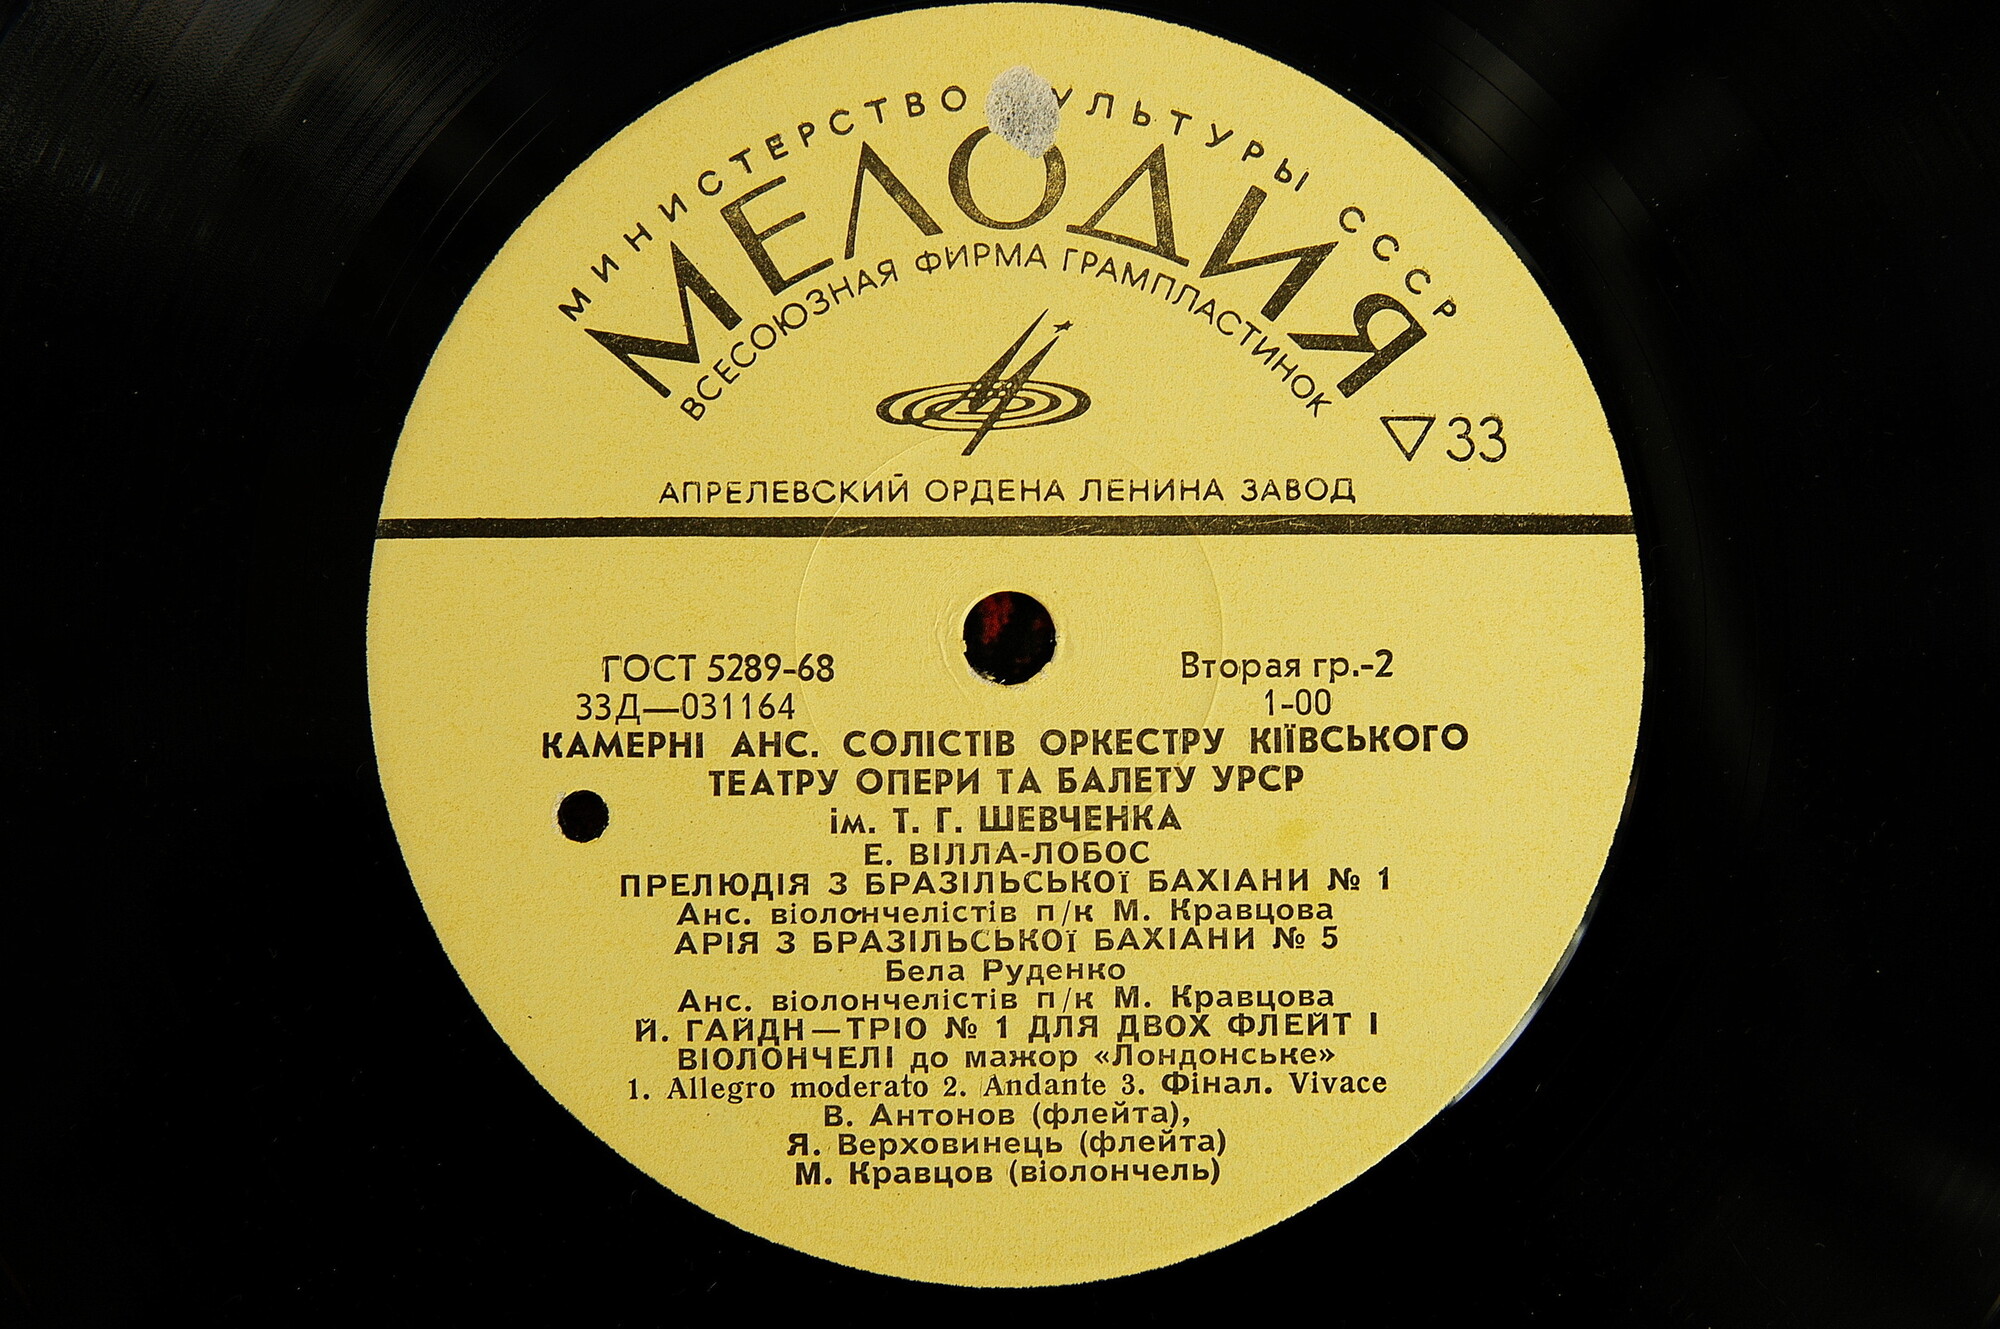 МИНИСТЕРСТВО СССР
МЕЛОДИЯ
ВСЕСОЮЗНАЯ ФИРМА ГРАМПЛАСТИНОК
33
АПРЕЛЕВСКИЙ ОРДЕНА ЛЕНИНА ЗАВОД
ГОСТ 5289-68
Вторая гр.-2
33Д—031164
1-00
КАМЕРНІ АНС. СОЛІСТІВ ОРКЕСТРУ КІЇВСЬКОГО
ТЕАТРУ ОПЕРИ ТА БАЛЕТУ УРСР
ім. Т. Г. ШЕВЧЕНКА
Е. ВІЛЛА-ЛОБОС
ПРЕЛЮДІЯ З БРАЗІЛЬСЬКОЇ БАХІАНИ № 1
Анс. віолончелістів п/к М. Кравцова
АРІЯ З БРАЗІЛЬСЬКОЇ БАХІАНИ № 5
Бела Руденко
Анс. віолончелістів п/к М. Кравцова
Й. ГАЙДН—ТРІО № 1 ДЛЯ ДВОХ ФЛЕЙТ І
ВІОЛОНЧЕЛІ до мажор «Лондонське»
1. Allegro moderato 2. Andante 3. Фінал. Vivace
В. Антонов (флейта),
Я. Верховинець (флейта)
М. Кравцов (віолончель)